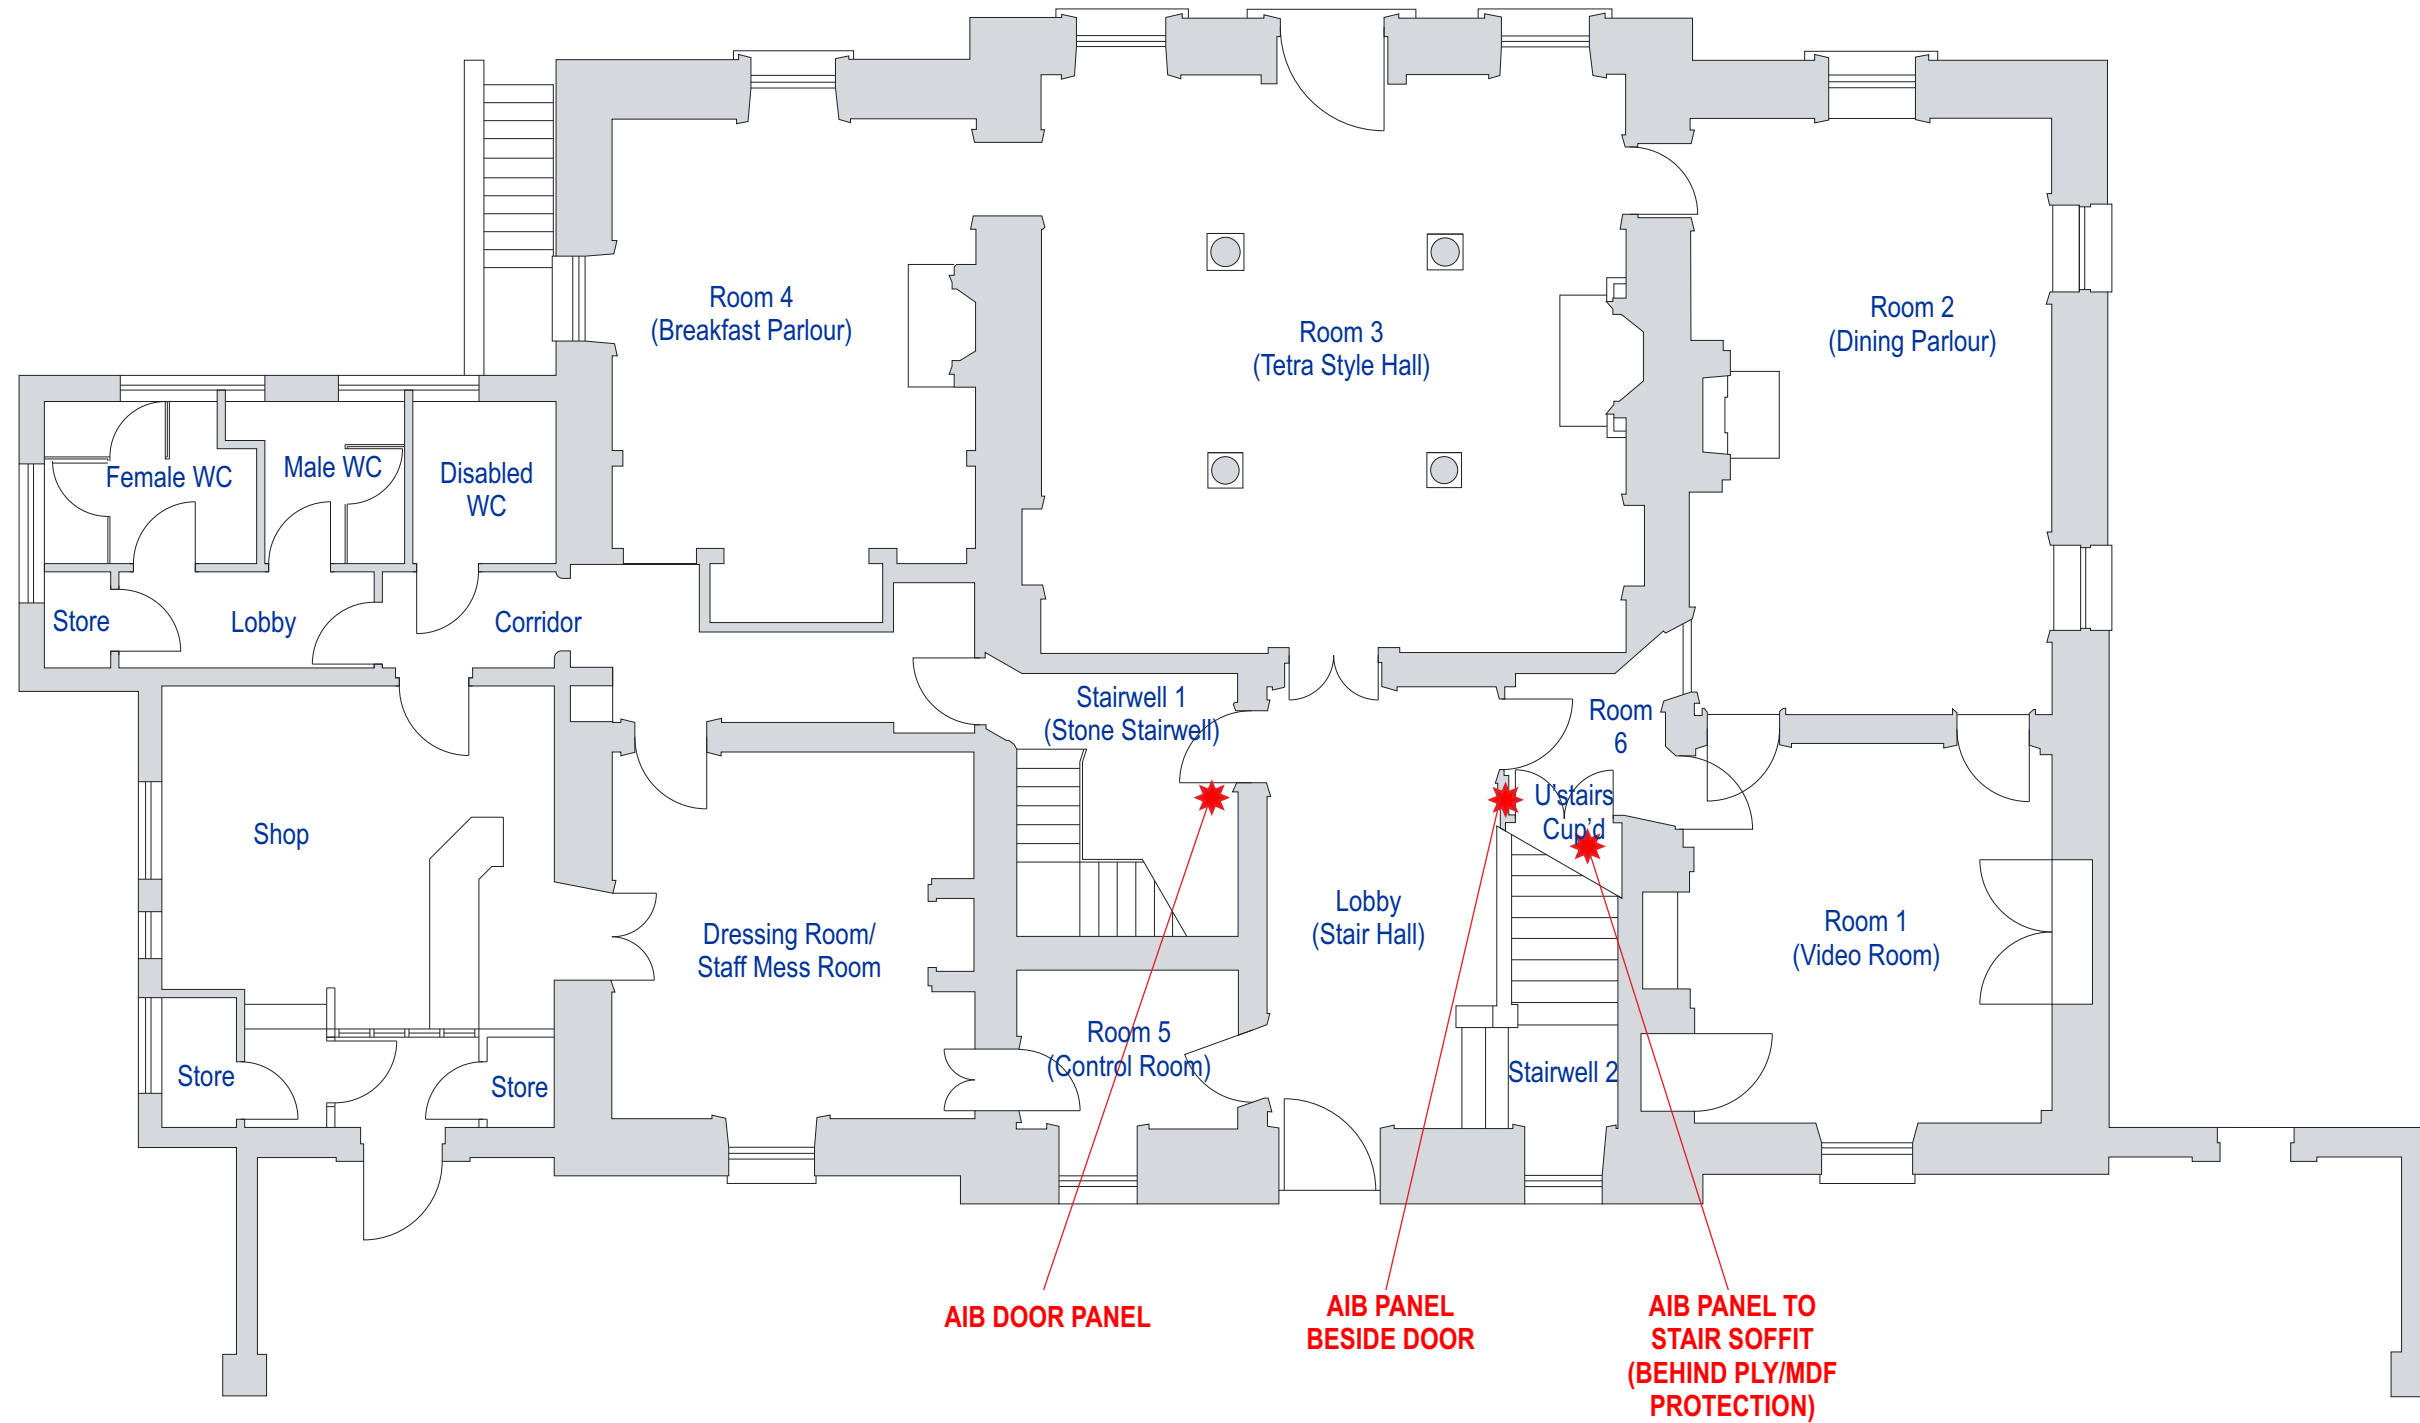 Room 4
(Breakfast Parlour)
Room 3
(Tetra Style Hall)
Room 2
(Dining Parlour)
Female WC
Male WC
Disabled
WC
Store
Lobby
Corridor
Stairwell 1
(Stone Stairwell)
Room
6
U'stairs
Cup'd
Shop
Dressing Room/
Staff Mess Room
Lobby
(Stair Hall)
Room 1
(Video Room)
Room 5
(Control Room)
Stairwell 2
Store
Store
AIB DOOR PANEL
AIB PANEL
BESIDE DOOR
AIB PANEL TO
STAIR SOFFIT
(BEHIND PLY/MDF
PROTECTION)